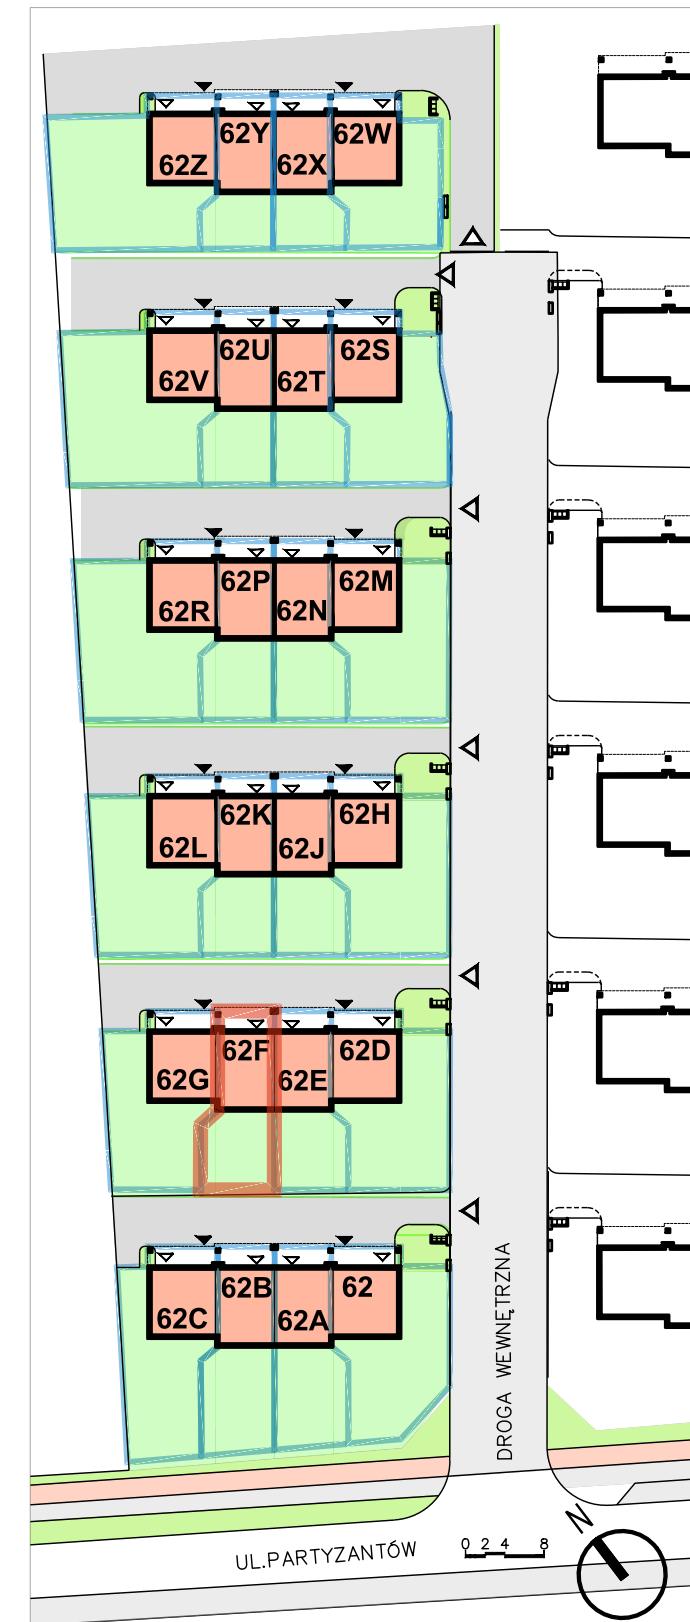 62Y 62W
62Z 62X
62U 62S
62V 62T
62P 62M
62R 62N
62K 62H
62L 62J
62F 62D
62G 62E
62B 62
62C 62A
DROGA WEWNĘTRZNA
UL.PARTYZANTÓW
0 2 4 8
N